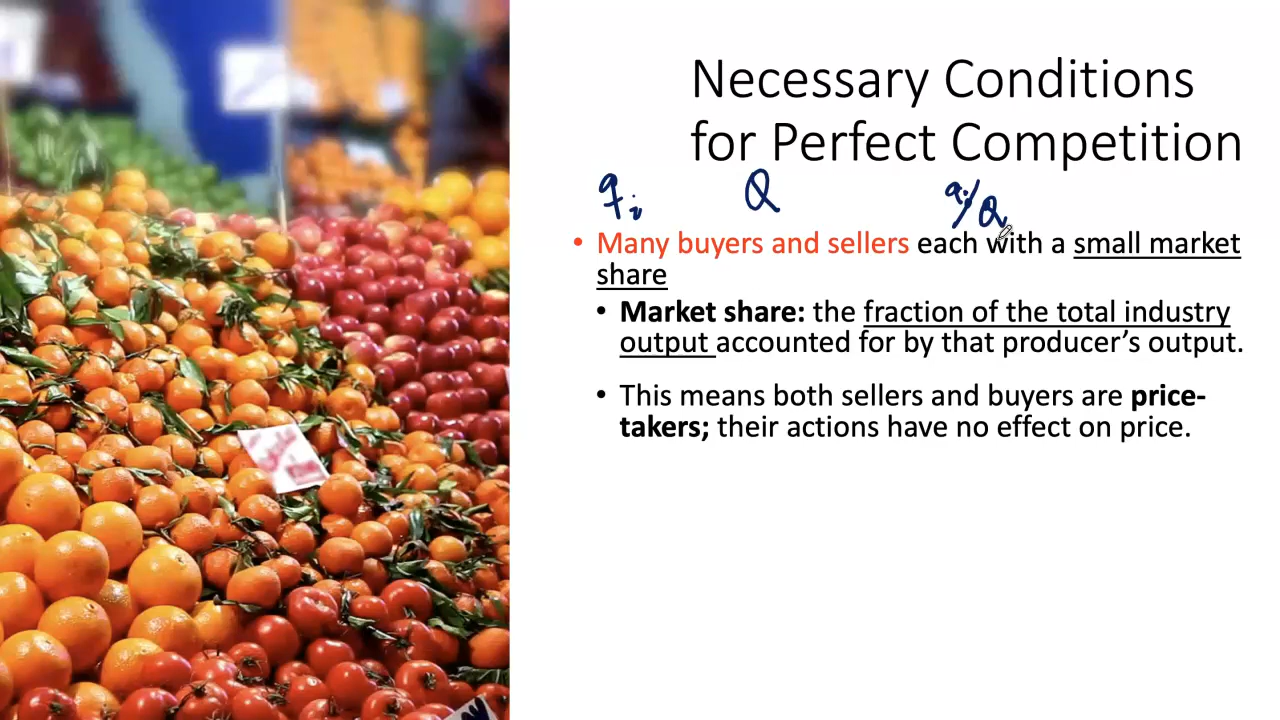 Necessary Conditions
for Perfect Competition
qᵢ Q qᵢ/Q
• Many buyers and sellers each with a small market
share
• Market share: the fraction of the total industry
output accounted for by that producer’s output.
• This means both sellers and buyers are price-
takers; their actions have no effect on price.